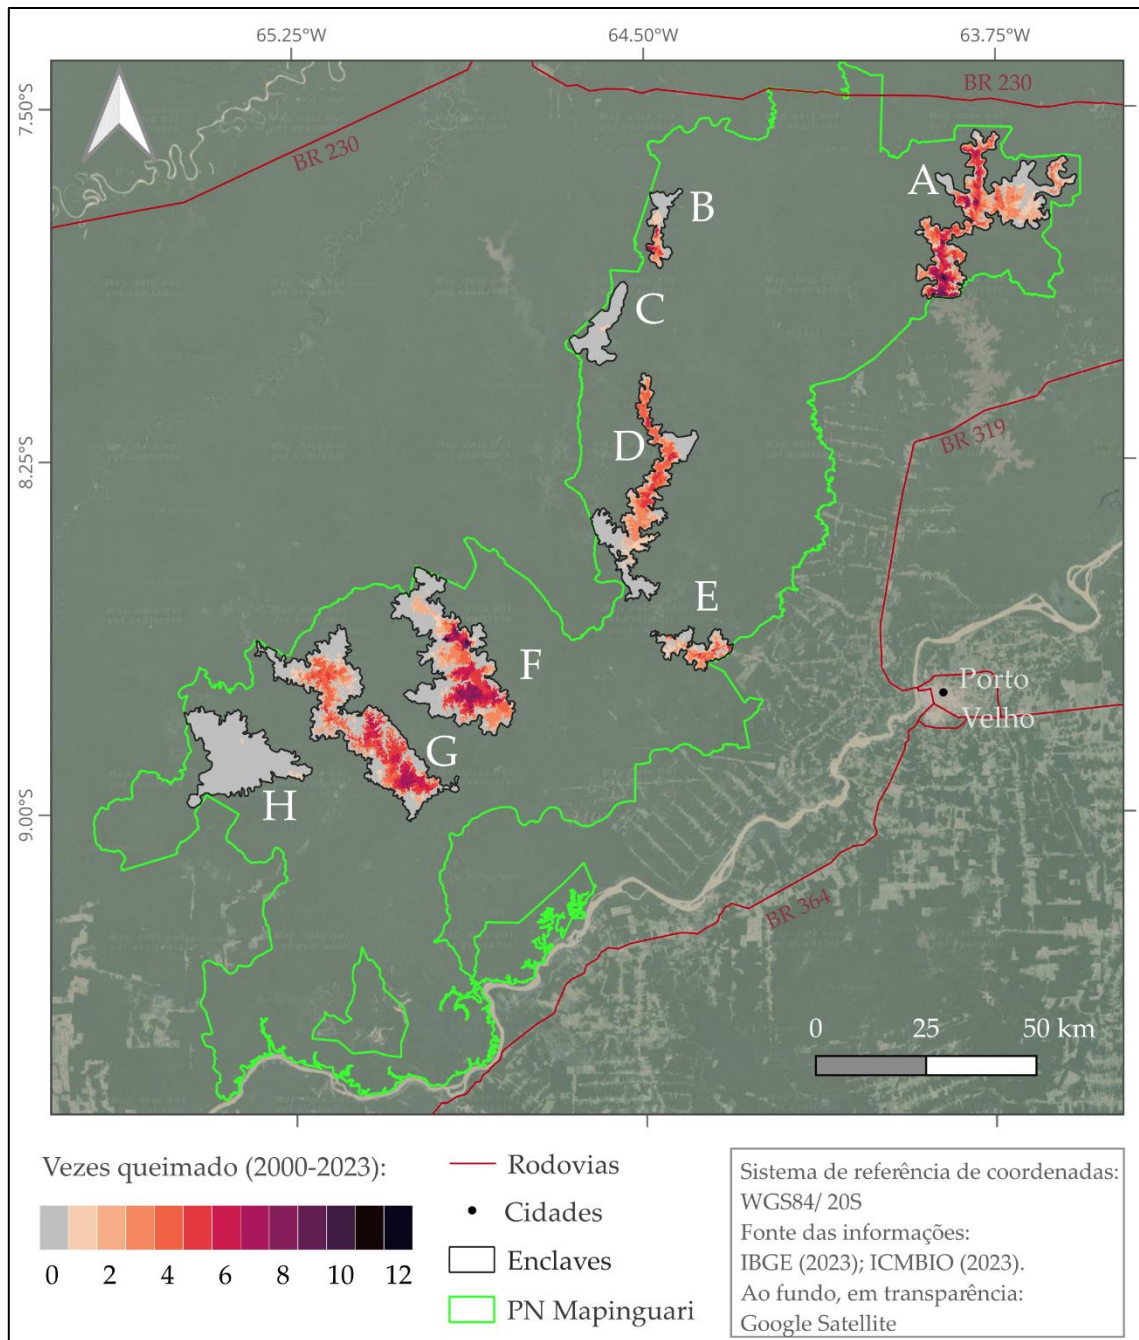 65.25°W 64.50°W 63.75°W
7.50°S
BR 230
BR 230
A
B
C
8.25°S
D
BR 319
E
F
Porto
Velho
G
H
9.00°S
BR 364
0 25 50 km
Vezes queimado (2000-2023):
0 2 4 6 8 10 12
Rodovias
Cidades
Enclaves
PN Mapinguari
Sistema de referência de coordenadas:
WGS84/ 20S
Fonte das informações:
IBGE (2023); ICMBIO (2023).
Ao fundo, em transparência:
Google Satellite